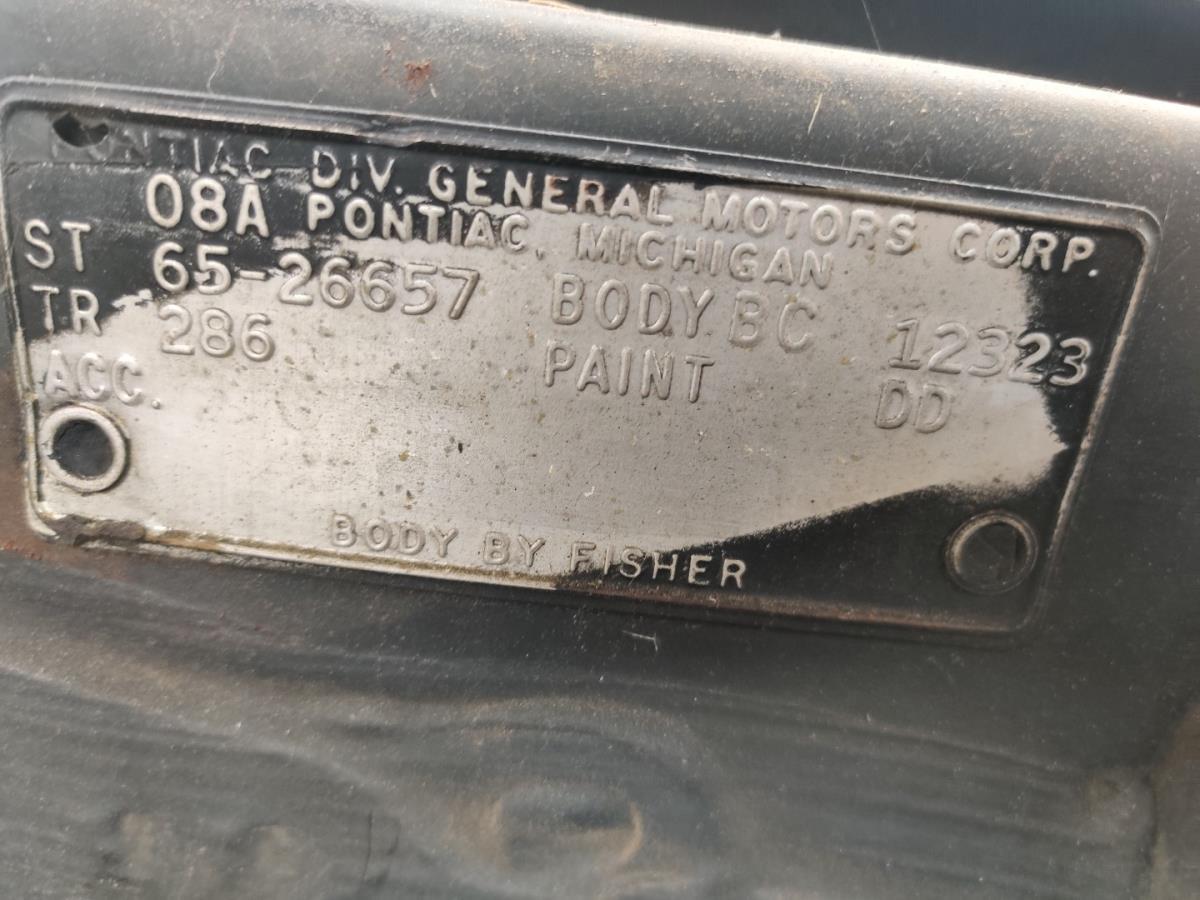 PONTIAC DIV. GENERAL MOTORS CORP.
08A PONTIAC, MICHIGAN
ST 65-26657 BODY BC 12323
TR 286 PAINT DD
ACC.
BODY BY FISHER